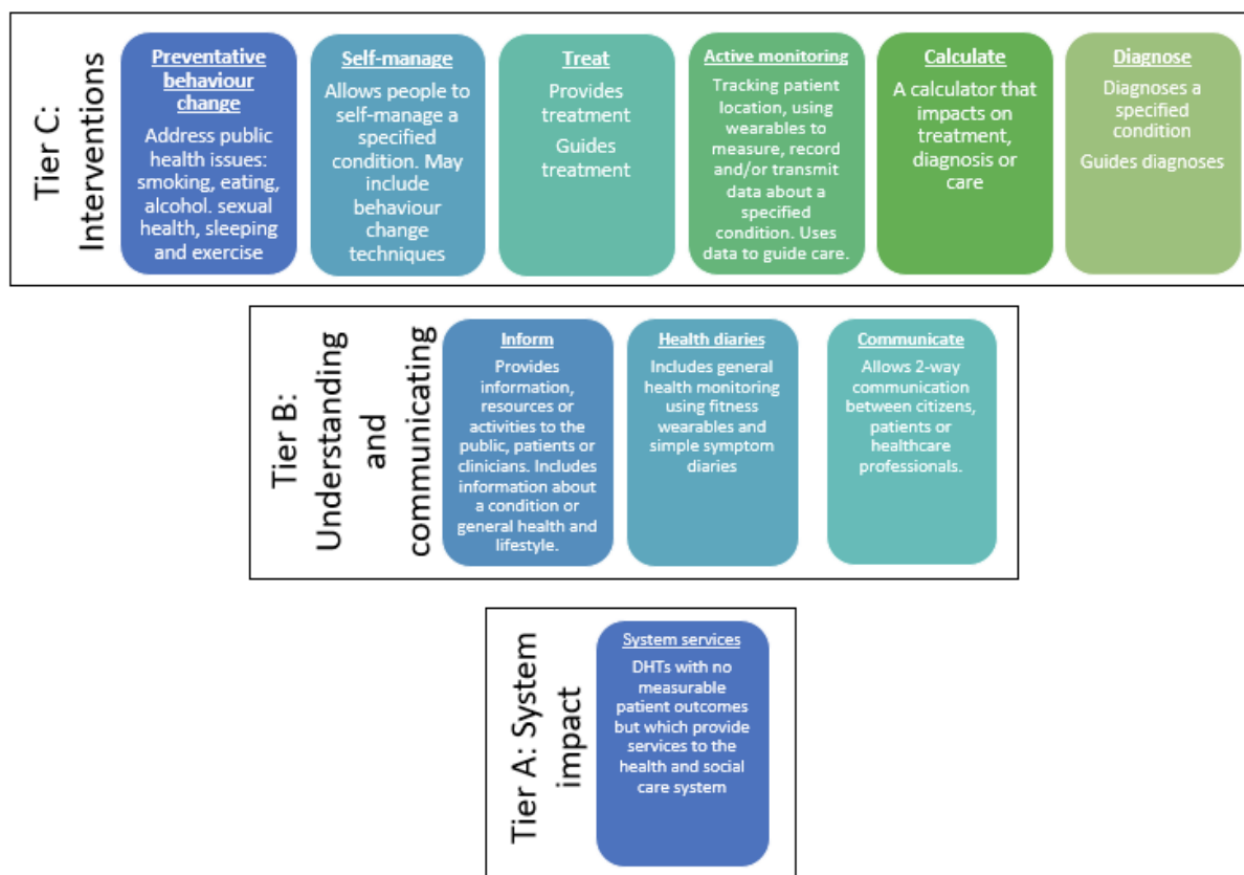 Tier C:
Interventions
Preventative
behaviour
change
Address public
health issues:
smoking, eating,
alcohol. sexual
health, sleeping
and exercise
Self-manage
Allows people to
self-manage a
specified
condition. May
include
behaviour
change
techniques
Treat
Provides
treatment
Guides
treatment
Active monitoring
Tracking patient
location, using
wearables to
measure, record
and/or transmit
data about a
specified
condition. Uses
data to guide care.
Calculate
A calculator that
impacts on
treatment,
diagnosis or
care
Diagnose
Diagnoses a
specified
condition
Guides diagnoses
Tier B:
Understanding
and
communicating
Inform
Provides
information,
resources or
activities to the
public, patients or
clinicians. Includes
information about
a condition or
general health and
lifestyle.
Health diaries
Includes general
health monitoring
using fitness
wearables and
simple symptom
diaries
Communicate
Allows 2-way
communication
between citizens,
patients or
healthcare
professionals.
Tier A: System
impact
System services
DHTs with no
measurable
patient outcomes
but which provide
services to the
health and social
care system